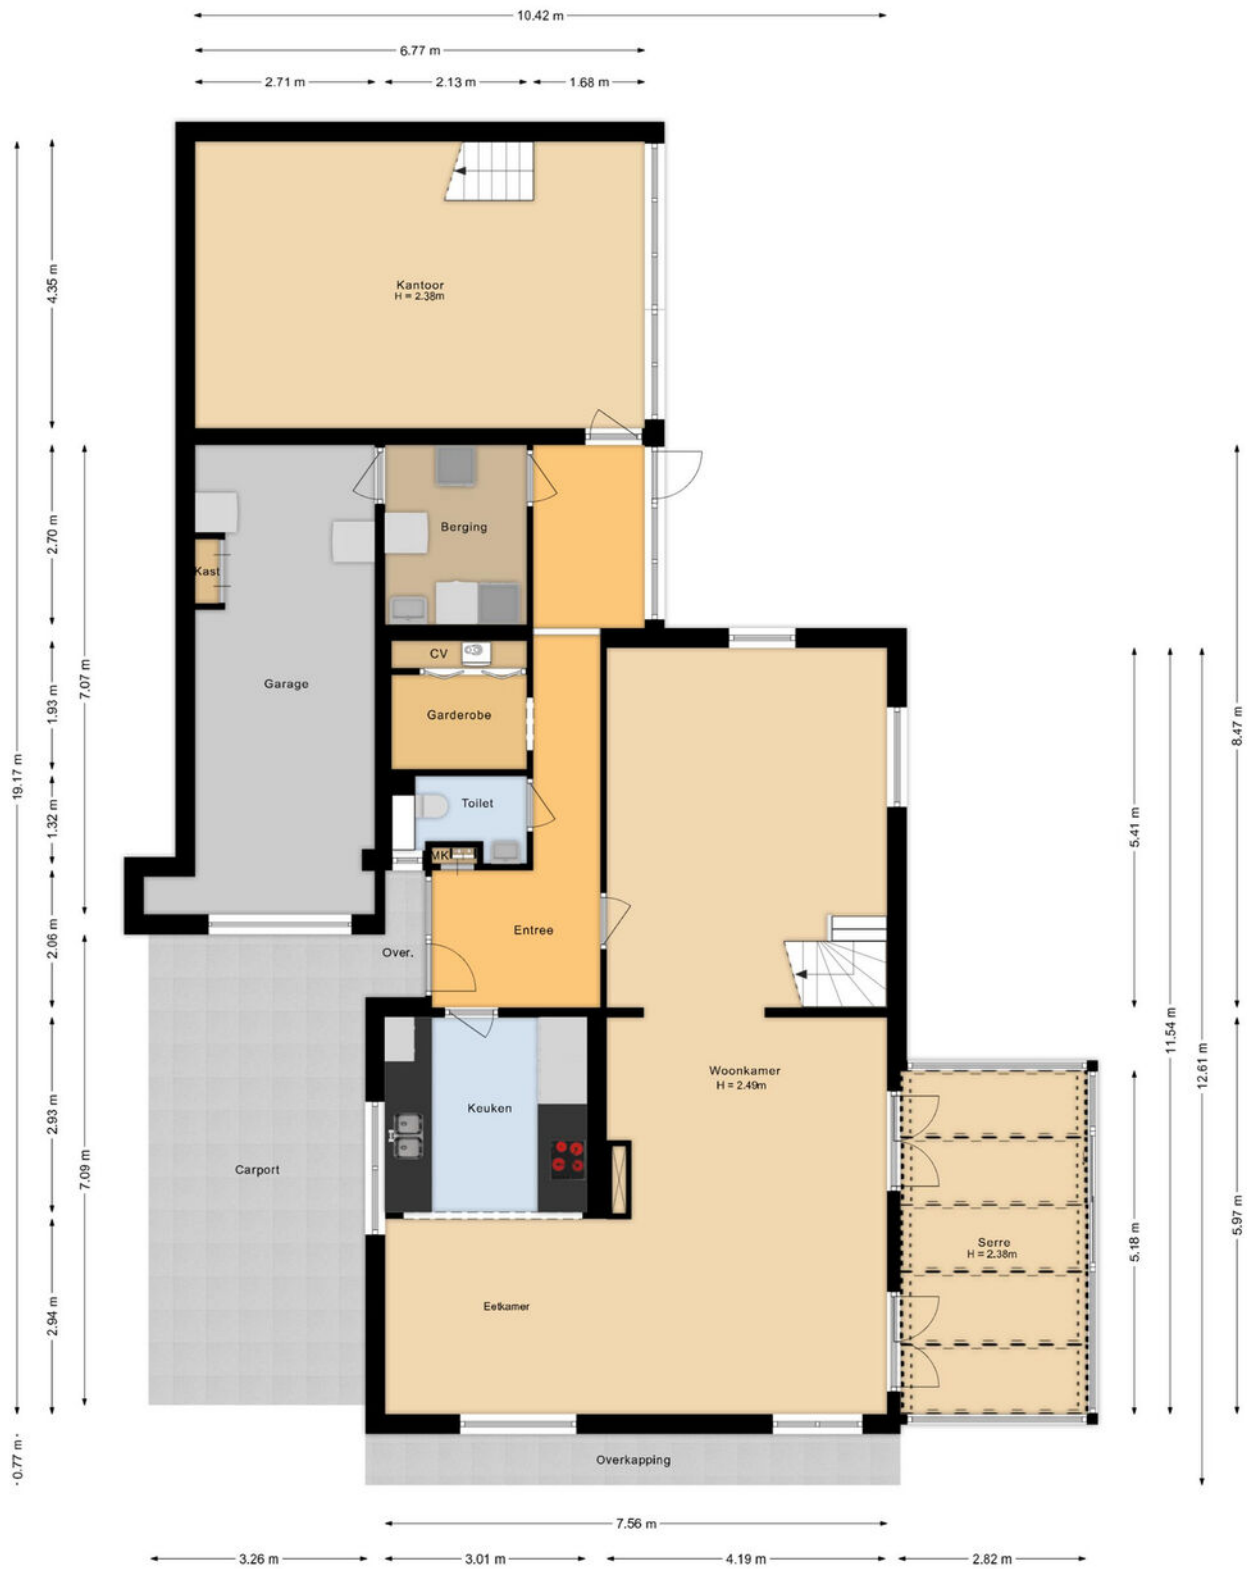 10.42 m
6.77 m
2.71 m
2.13 m
1.68 m
4.35 m
Kantoor
H = 2.38m
2.70 m
Berging
Kast
19.17 m
7.07 m
8.47 m
1.93 m
CV
Garage
Garderobe
1.32 m
Toilet
MK
5.41 m
2.06 m
Entree
Over.
11.54 m
12.61 m
2.93 m
Woonkamer
H = 2.49m
Keuken
7.09 m
Carport
5.18 m
5.97 m
Serre
H = 2.38m
2.94 m
Eetkamer
0.77 m
Overkapping
7.56 m
3.26 m
3.01 m
4.19 m
2.82 m